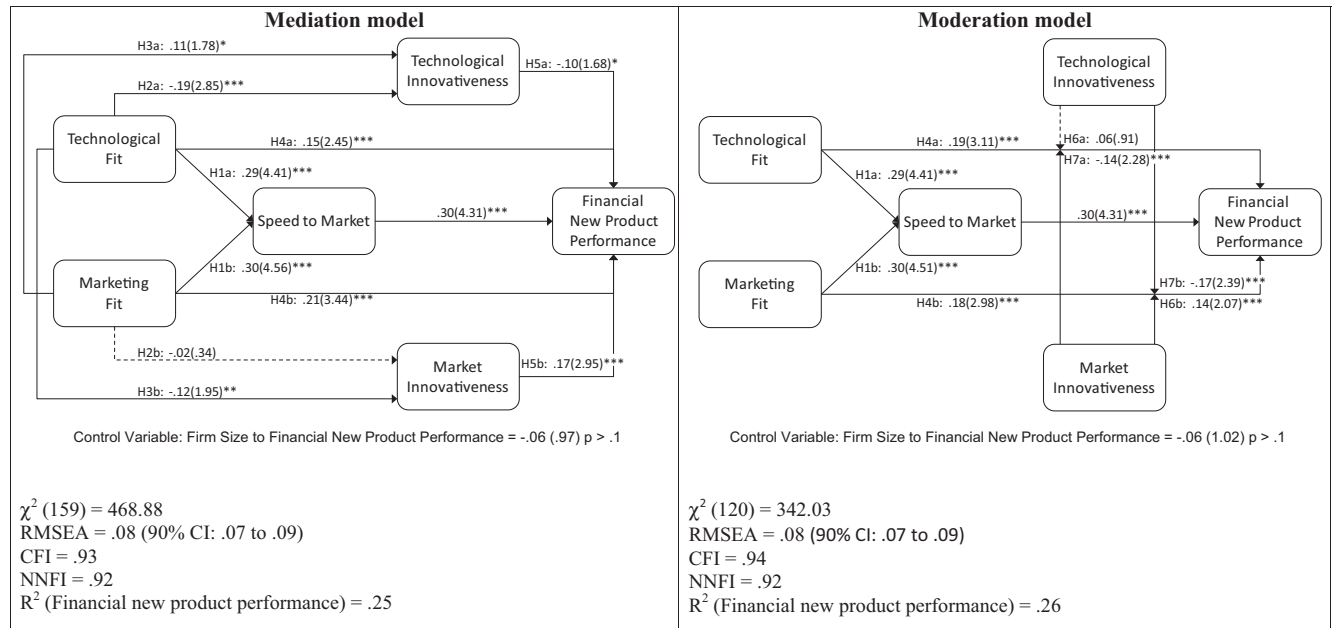 Mediation model
H3a: .11(1.78)*
Technological
Innovativeness
H5a: -.10(1.68)*
H2a: -.19(2.85)***
Technological
Fit
H4a: .15(2.45)***
H1a: .29(4.41)***
Speed to Market
.30(4.31)***
Financial
New Product
Performance
H1b: .30(4.56)***
Marketing
Fit
H4b: .21(3.44)***
H2b: -.02(.34)
Market
Innovativeness
H5b: .17(2.95)***
H3b: -.12(1.95)**
Control Variable: Firm Size to Financial New Product Performance = -.06 (.97) p > .1
χ² (159) = 468.88
RMSEA = .08 (90% CI: .07 to .09)
CFI = .93
NNFI = .92
R² (Financial new product performance) = .25
Moderation model
Technological
Innovativeness
Technological
Fit
H4a: .19(3.11)***
H6a: .06(.91)
H7a: -.14(2.28)***
H1a: .29(4.41)***
Speed to Market
.30(4.31)***
Financial
New Product
Performance
H1b: .30(4.51)***
Marketing
Fit
H7b: -.17(2.39)***
H4b: .18(2.98)***
H6b: .14(2.07)***
Market
Innovativeness
Control Variable: Firm Size to Financial New Product Performance = -.06 (1.02) p > .1
χ² (120) = 342.03
RMSEA = .08 (90% CI: .07 to .09)
CFI = .94
NNFI = .92
R² (Financial new product performance) = .26